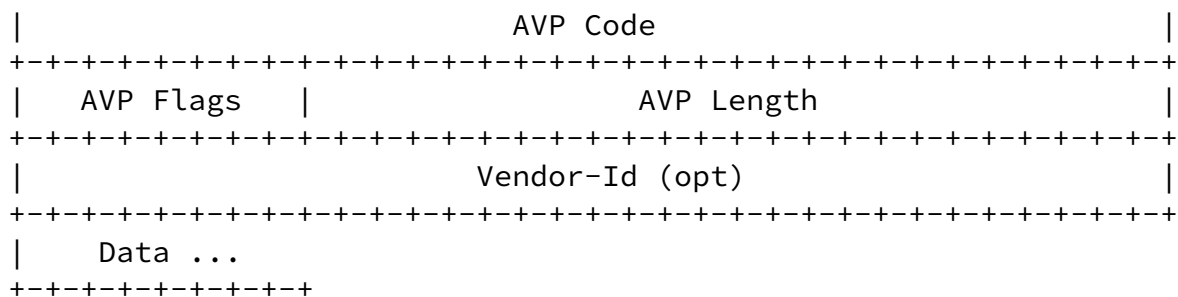 |                           AVP Code                            |
+-+-+-+-+-+-+-+-+-+-+-+-+-+-+-+-+-+-+-+-+-+-+-+-+-+-+-+-+-+-+-+-+
|   AVP Flags   |                  AVP Length                   |
+-+-+-+-+-+-+-+-+-+-+-+-+-+-+-+-+-+-+-+-+-+-+-+-+-+-+-+-+-+-+-+-+
|                         Vendor-Id (opt)                       |
+-+-+-+-+-+-+-+-+-+-+-+-+-+-+-+-+-+-+-+-+-+-+-+-+-+-+-+-+-+-+-+-+
|    Data ...
+-+-+-+-+-+-+-+-+